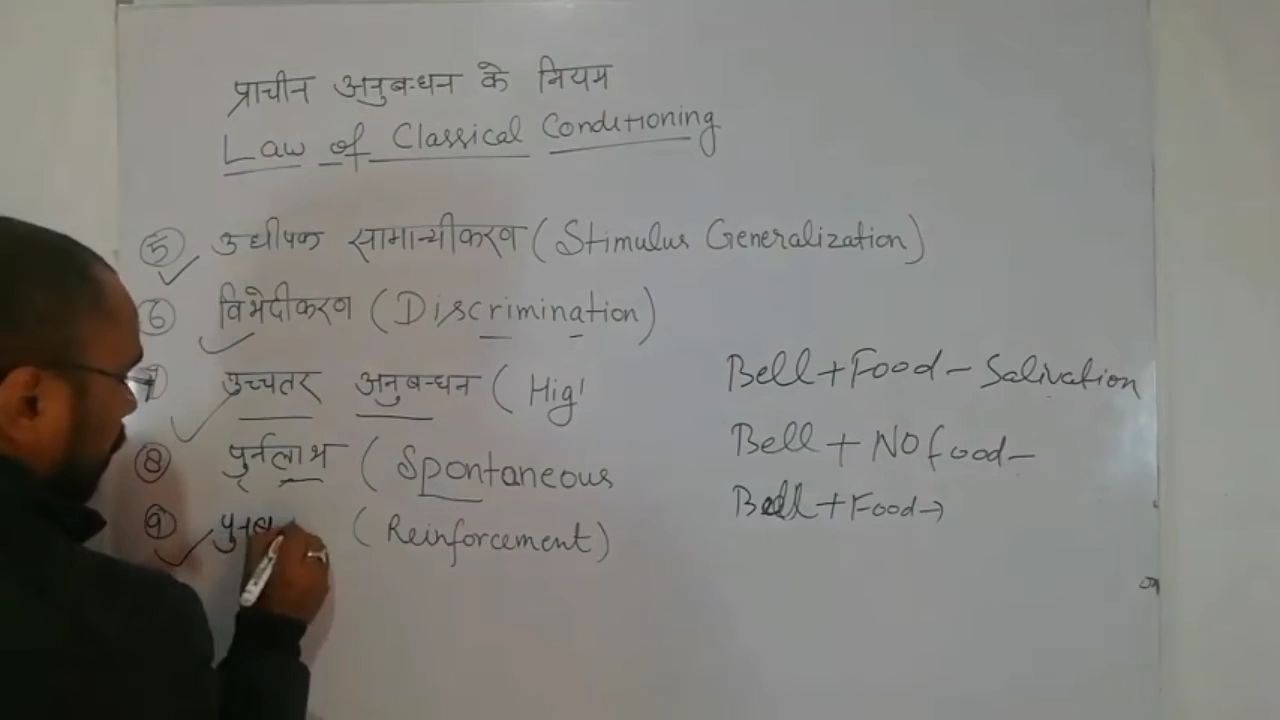 प्राचीन अनुबन्धन के नियम
Law of Classical Conditioning
5 उद्यीपक सामान्यीकरण (Stimulus Generalization)
6 विभेदीकरण (Discrimination)
7 उच्चतर अनुबन्धन (Hig
8 पुर्नलाभ (Spontaneous
9 (Reinforcement)
Bell + Food - Salivation
Bell + NO food -
Bell + Food →